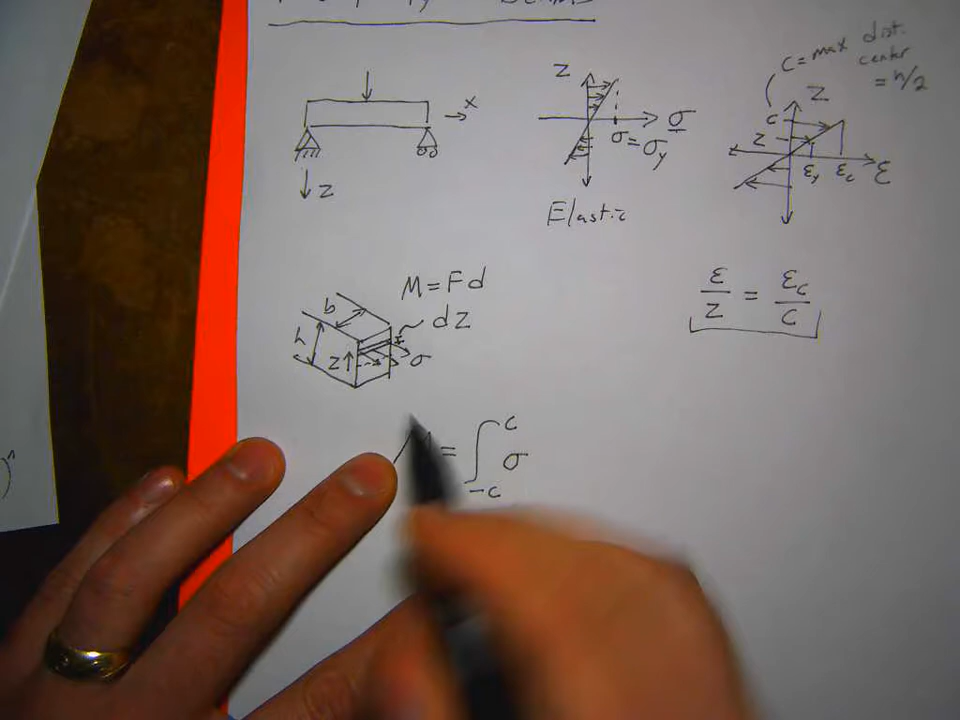 C = max dist.
center
= h/2
x
z
z
σ
σ = σy
Elastic
z
c
z
εy
εc
ε
M = Fd
dz
b
h
z
σ
ε/z = εc/c
M = ∫_{-c}^{c} σ
)^n